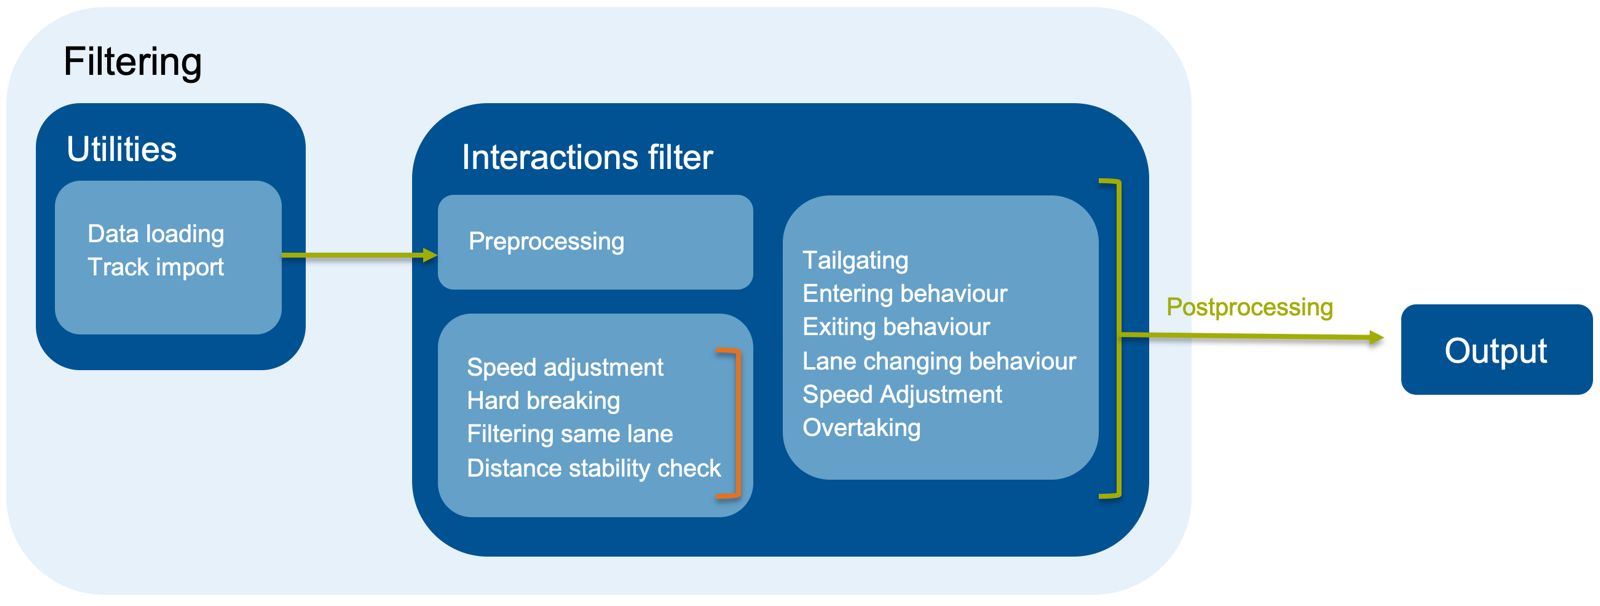 Filtering
Utilities
Data loading
Track import
Interactions filter
Preprocessing
Speed adjustment
Hard breaking
Filtering same lane
Distance stability check
Tailgating
Entering behaviour
Exiting behaviour
Lane changing behaviour
Speed Adjustment
Overtaking
Postprocessing
Output